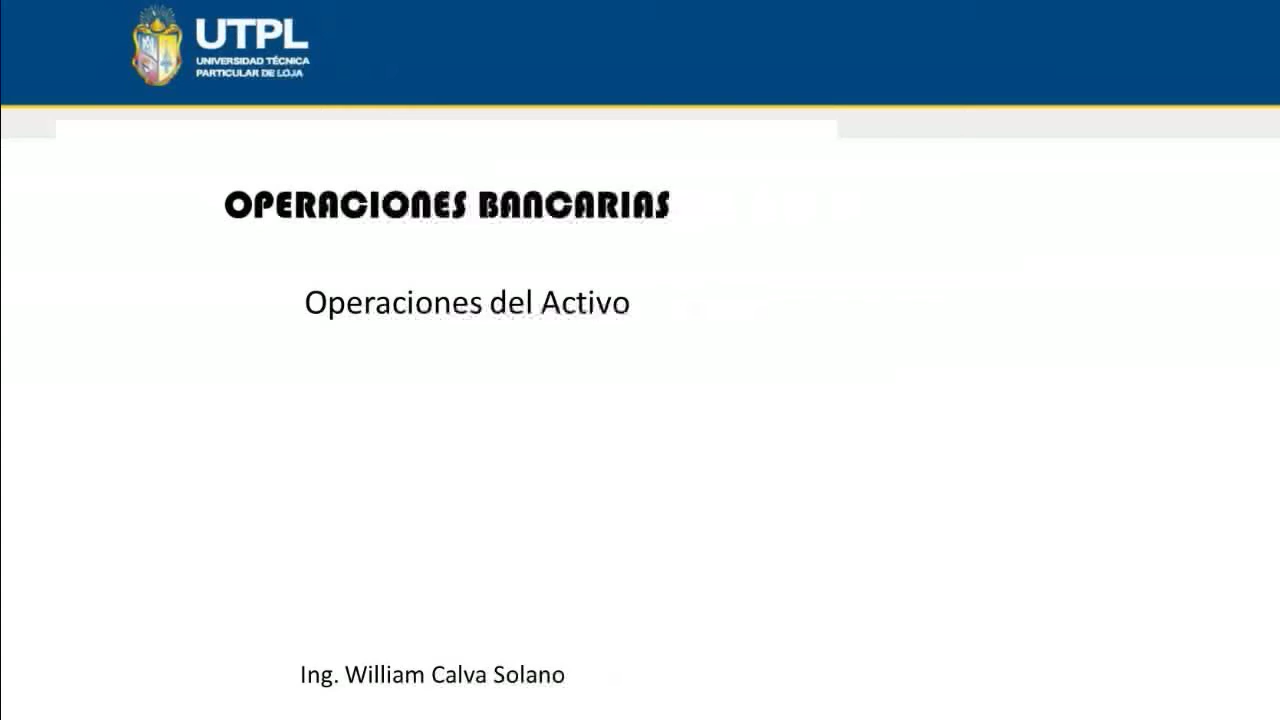 UTPL
UNIVERSIDAD TÉCNICA
PARTICULAR DE LOJA
OPERACIONES BANCARIAS
Operaciones del Activo
Ing. William Calva Solano